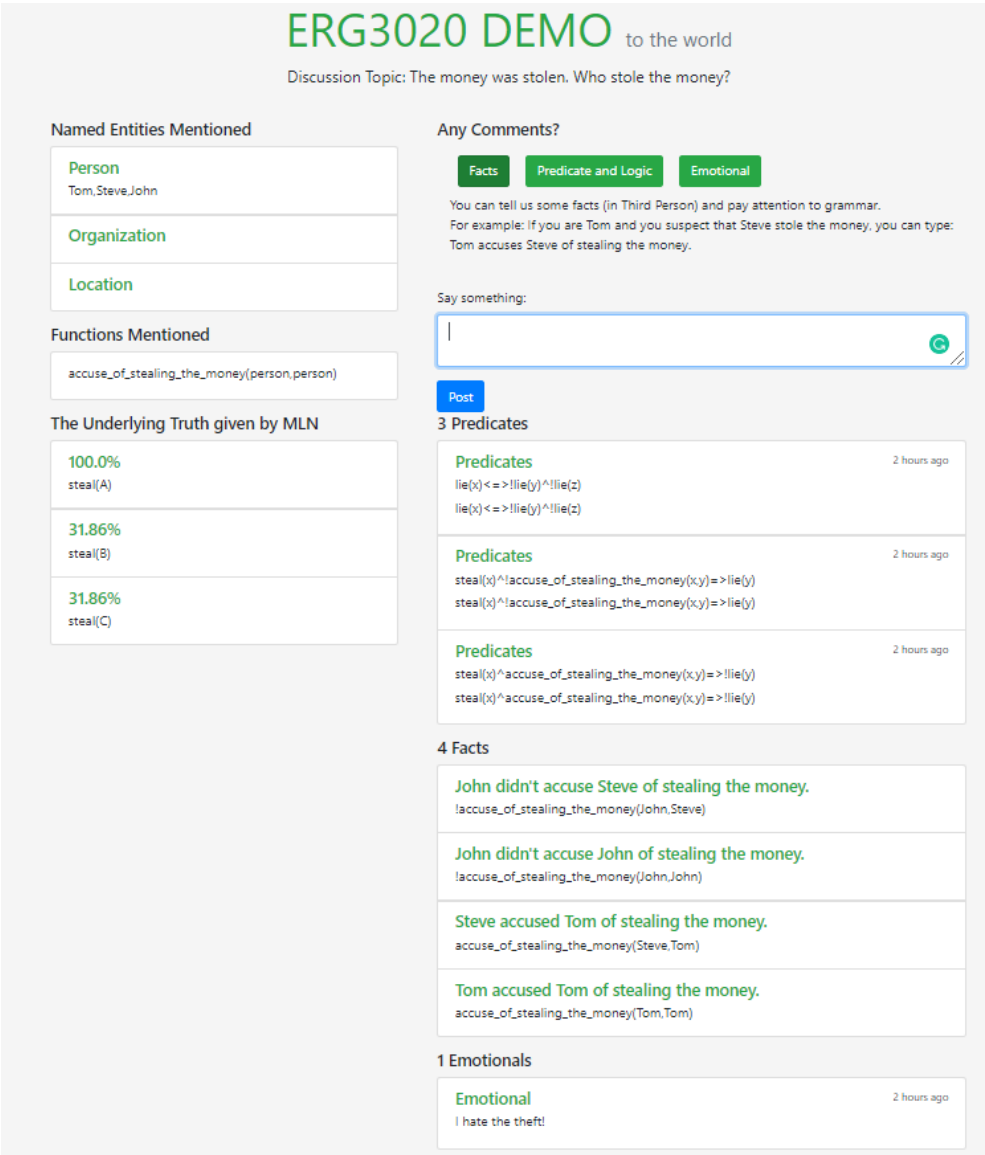 ERG3020 DEMO to the world
Discussion Topic: The money was stolen. Who stole the money?
Named Entities Mentioned
Person
Tom,Steve,John
Organization
Location
Functions Mentioned
accuse_of_stealing_the_money(person,person)
The Underlying Truth given by MLN
100.0%
steal(A)
31.86%
steal(B)
31.86%
steal(C)
Any Comments?
Facts Predicate and Logic Emotional
You can tell us some facts (in Third Person) and pay attention to grammar.
For example: If you are Tom and you suspect that Steve stole the money, you can type:
Tom accuses Steve of stealing the money.
Say something:
Post
3 Predicates
Predicates 2 hours ago
lie(x)<=>!lie(y)^!lie(z)
lie(x)<=>!lie(y)^!lie(z)
Predicates 2 hours ago
steal(x)^!accuse_of_stealing_the_money(x,y)=>lie(y)
steal(x)^!accuse_of_stealing_the_money(x,y)=>lie(y)
Predicates 2 hours ago
steal(x)^accuse_of_stealing_the_money(x,y)=>!lie(y)
steal(x)^accuse_of_stealing_the_money(x,y)=>!lie(y)
4 Facts
John didn't accuse Steve of stealing the money.
!accuse_of_stealing_the_money(John,Steve)
John didn't accuse John of stealing the money.
!accuse_of_stealing_the_money(John,John)
Steve accused Tom of stealing the money.
accuse_of_stealing_the_money(Steve,Tom)
Tom accused Tom of stealing the money.
accuse_of_stealing_the_money(Tom,Tom)
1 Emotionals
Emotional 2 hours ago
I hate the theft!